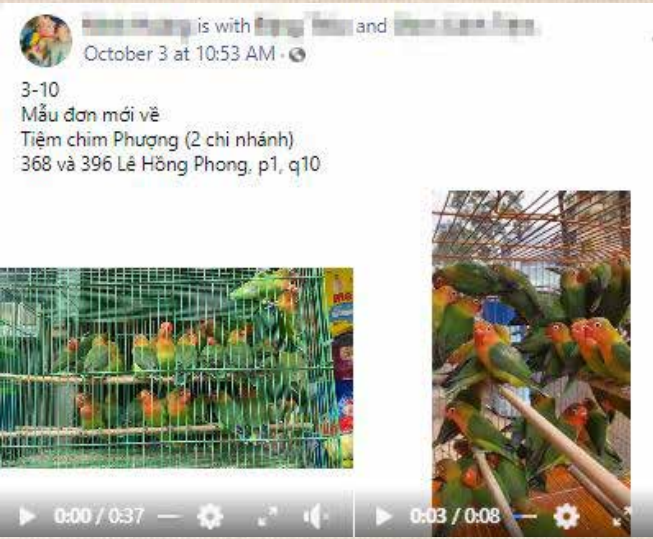 is with and
October 3 at 10:53 AM ·
3-10
Mẫu đơn mới về
Tiệm chim Phượng (2 chi nhánh)
368 và 396 Lê Hồng Phong, p1, q10
Me
0:00 / 0:37
0:03 / 0:08